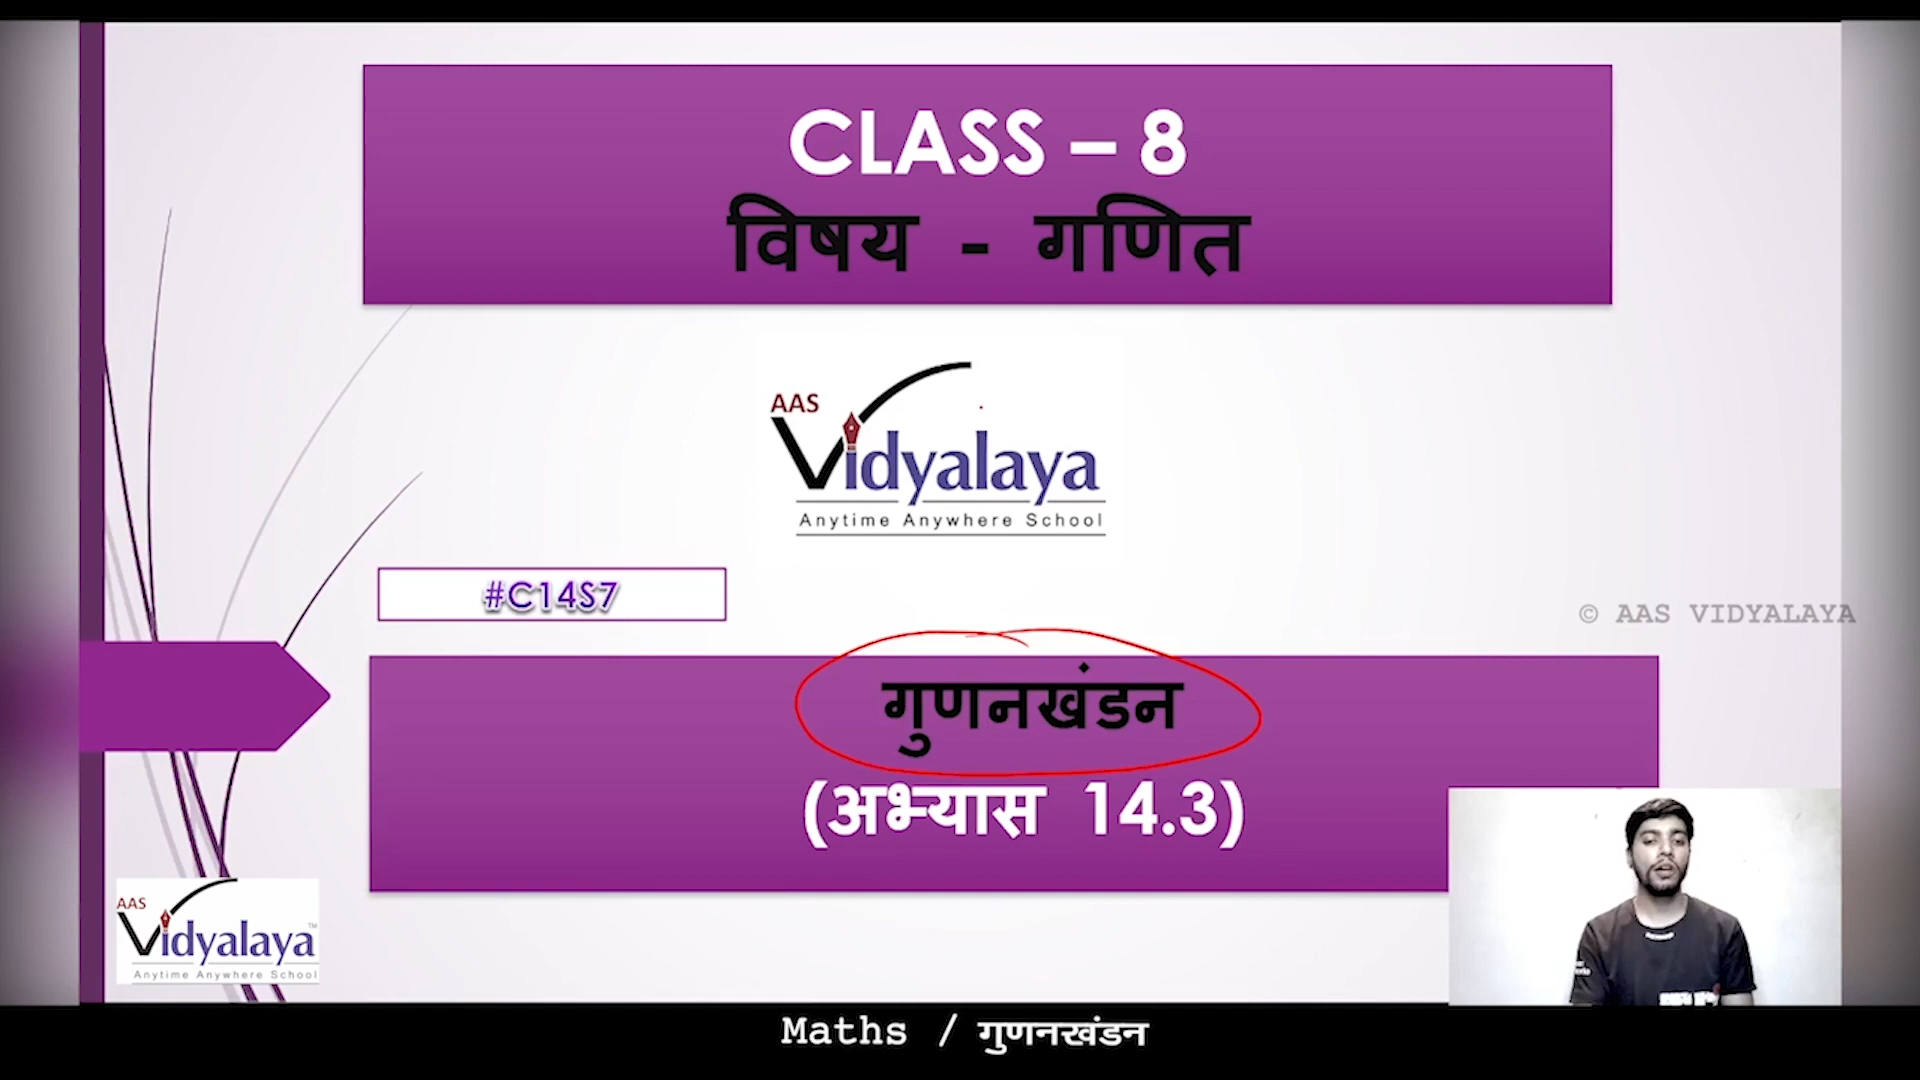 CLASS – 8
विषय - गणित
AAS
Vidyalaya
Anytime Anywhere School
#C14S7
© AAS VIDYALAYA
गुणनखंडन
(अभ्यास 14.3)
AAS
Vidyalaya™
Anytime Anywhere School
Maths / गुणनखंडन